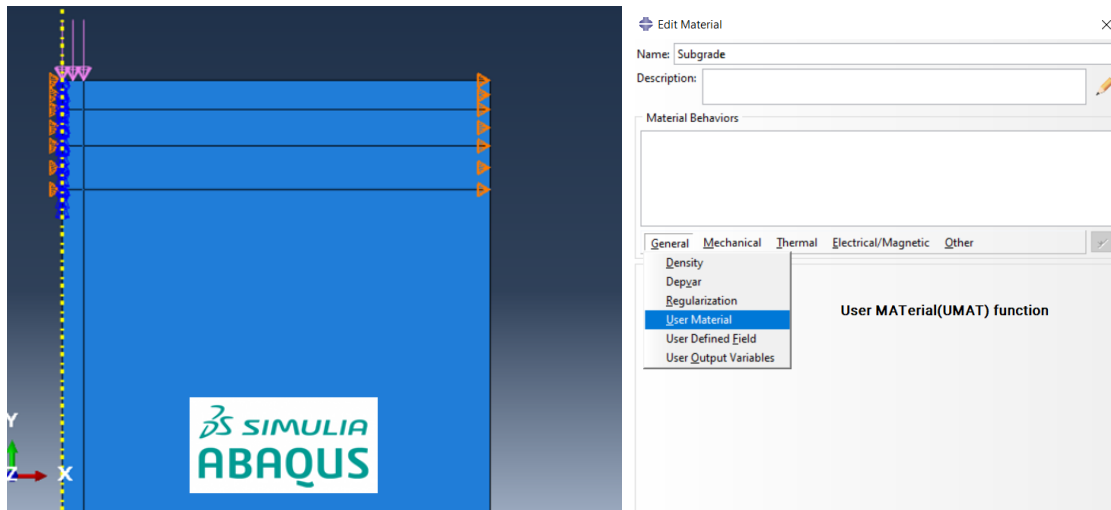 Y
Z
X
3DS SIMULIA
ABAQUS
Edit Material
Name: Subgrade
Description:
Material Behaviors
General Mechanical Thermal Electrical/Magnetic Other
Density
Depvar
Regularization
User Material
User Defined Field
User Output Variables
User MATerial(UMAT) function